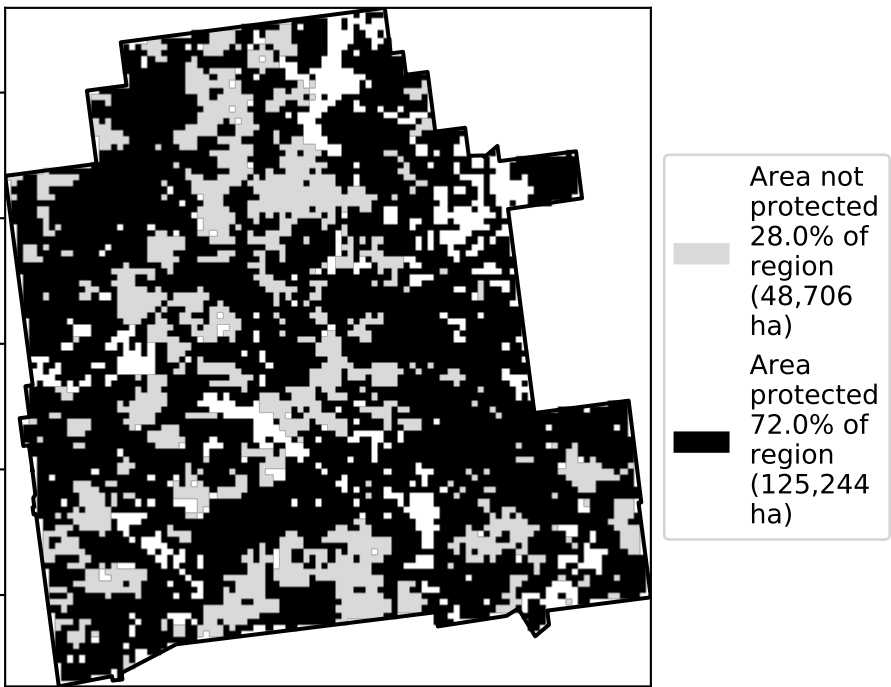 Area not
protected
28.0% of
region
(48,706
ha)
Area
protected
72.0% of
region
(125,244
ha)